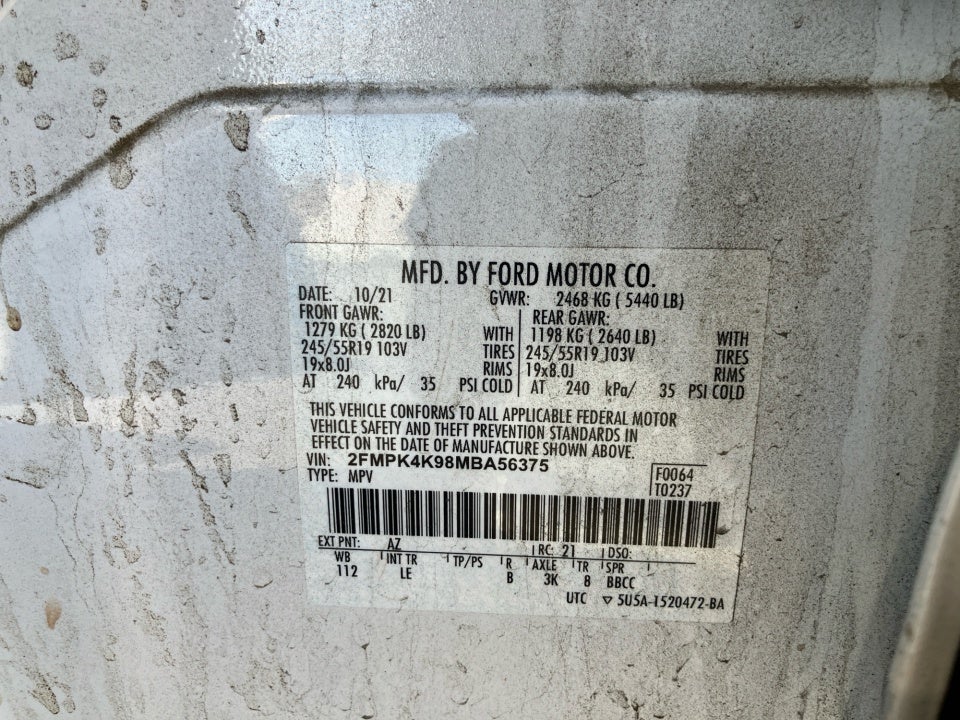 MFD. BY FORD MOTOR CO.
DATE: 10/21 GVWR: 2468 KG ( 5440 LB)
FRONT GAWR: REAR GAWR:
1279 KG ( 2820 LB) WITH 1198 KG ( 2640 LB) WITH
245/55R19 103V TIRES 245/55R19 103V TIRES
19x8.0J RIMS 19x8.0J RIMS
AT 240 kPa/ 35 PSI COLD AT 240 kPa/ 35 PSI COLD
THIS VEHICLE CONFORMS TO ALL APPLICABLE FEDERAL MOTOR
VEHICLE SAFETY AND THEFT PREVENTION STANDARDS IN
EFFECT ON THE DATE OF MANUFACTURE SHOWN ABOVE.
VIN: 2FMPK4K98MBA56375
TYPE: MPV
F0064
T0237
EXT PNT: AZ RC: 21 DSO:
WB INT TR TP/PS R AXLE TR SPR
112 LE B 3K 8 BBCC
UTC ▽ 5U5A-1520472-BA